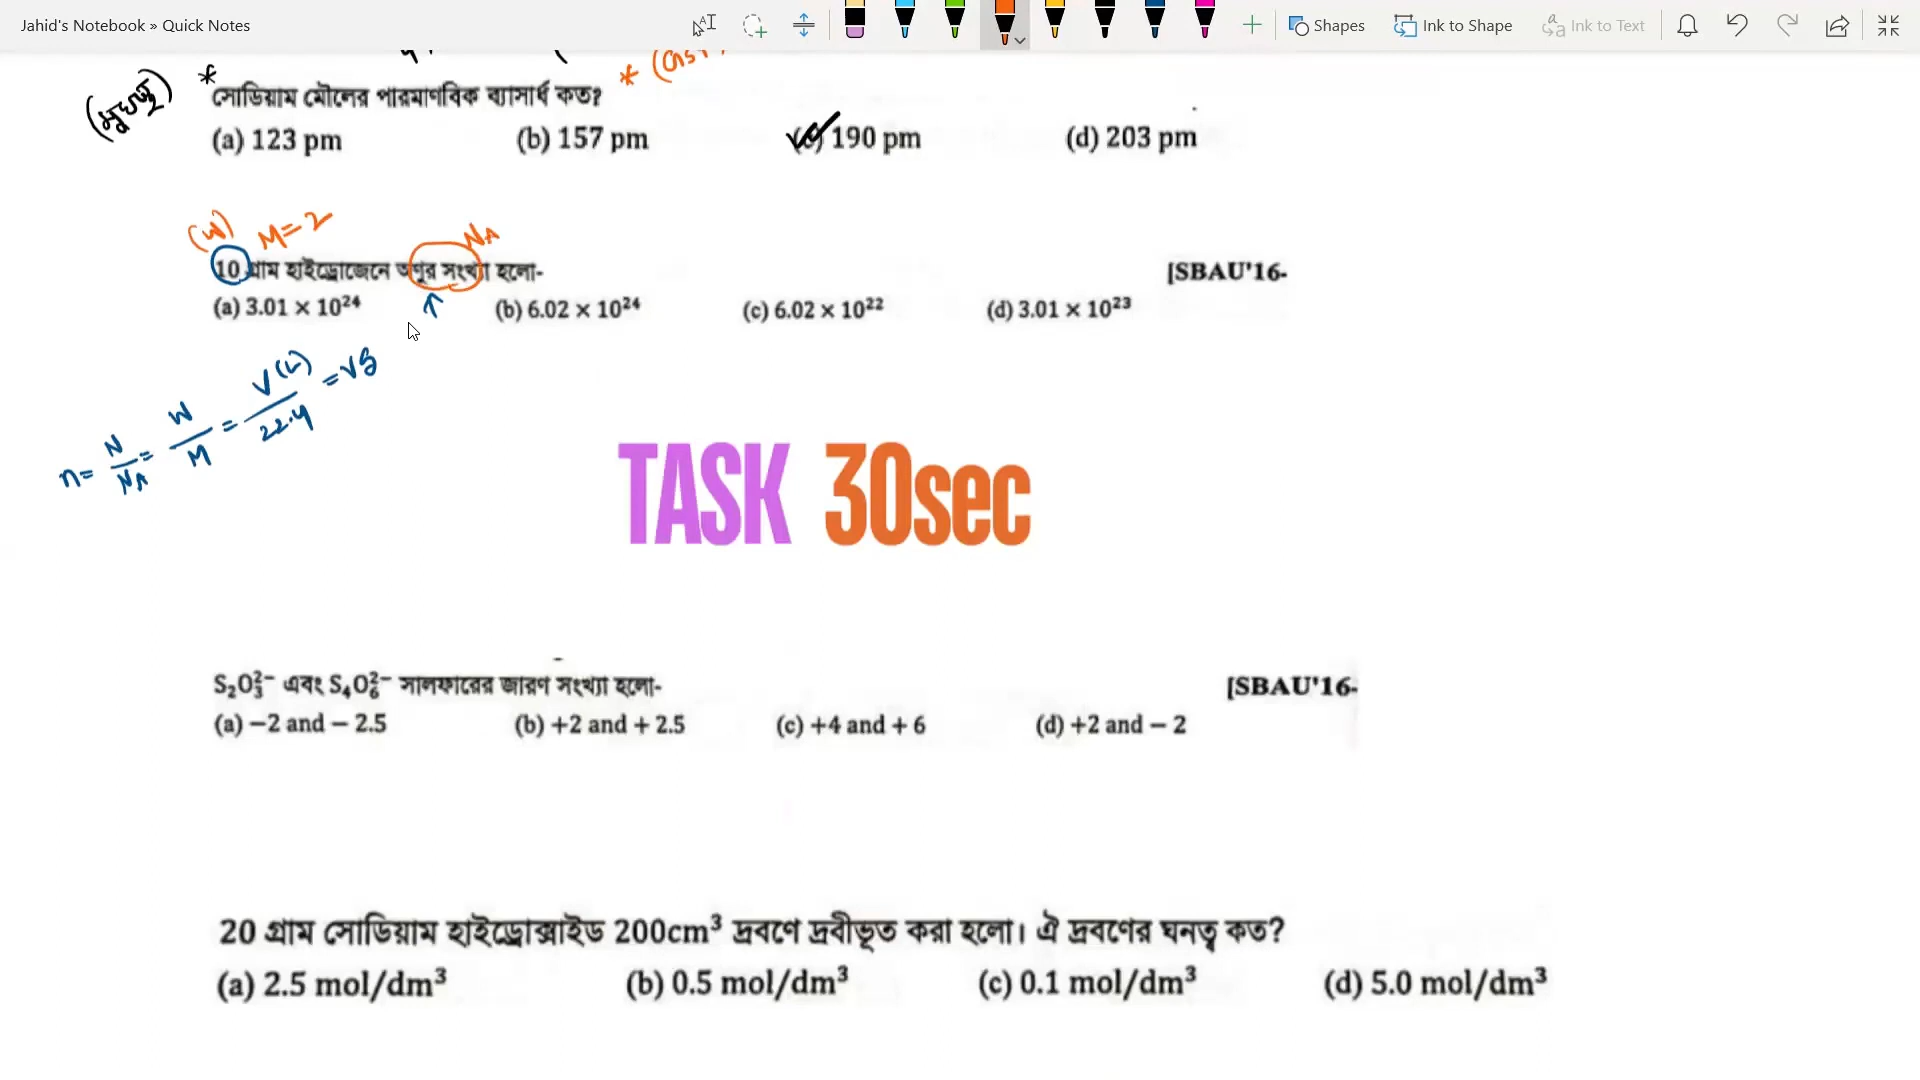 Jahid's Notebook » Quick Notes
Shapes
Ink to Shape
Ink to Text
(মুখস্থ) *
সোডিয়াম মৌলের পারমাণবিক ব্যাসার্ধ কত? *
(a) 123 pm (b) 157 pm (c) 190 pm (d) 203 pm
(W) M=2 NA
10 গ্রাম হাইড্রোজেনে অণুর সংখ্যা হলো- [SBAU'16-
(a) 3.01 × 10²⁴ (b) 6.02 × 10²⁴ (c) 6.02 × 10²² (d) 3.01 × 10²³
n= N/NA = W/M = V(L)/22.4 = VS
TASK 30sec
S₂O₃²⁻ এবং S₄O₆²⁻ সালফারের জারণ সংখ্যা হলো- [SBAU'16-
(a) −2 and − 2.5 (b) +2 and + 2.5 (c) +4 and + 6 (d) +2 and − 2
20 গ্রাম সোডিয়াম হাইড্রোক্সাইড 200cm³ দ্রবণে দ্রবীভূত করা হলো। ঐ দ্রবণের ঘনত্ব কত?
(a) 2.5 mol/dm³ (b) 0.5 mol/dm³ (c) 0.1 mol/dm³ (d) 5.0 mol/dm³